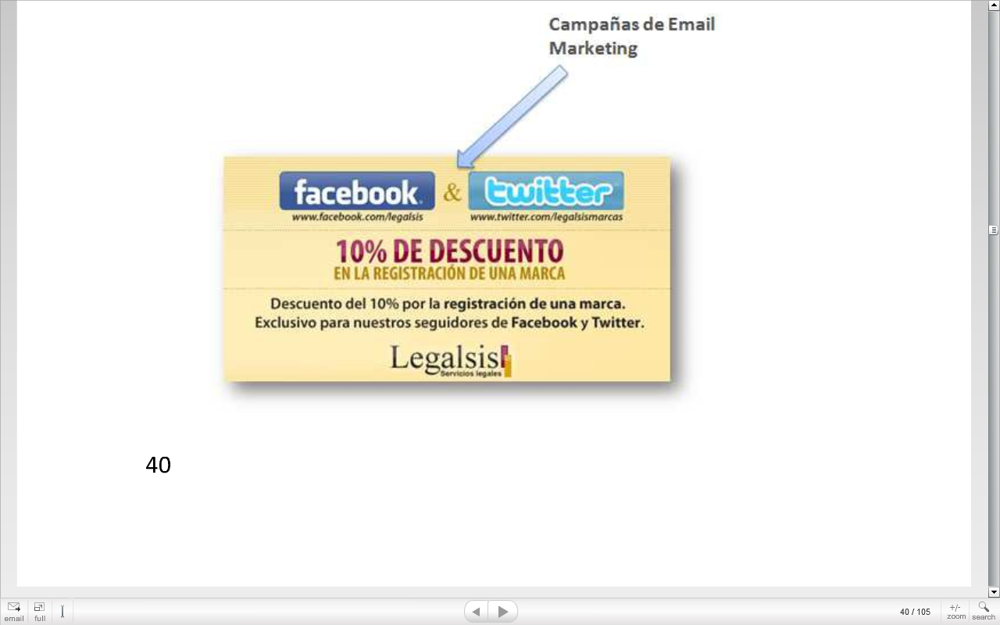 Campañas de Email
Marketing
facebook & twitter
www.facebook.com/legalsis www.twitter.com/legalsismarcas
10% DE DESCUENTO
EN LA REGISTRACIÓN DE UNA MARCA
Descuento del 10% por la registración de una marca.
Exclusivo para nuestros seguidores de Facebook y Twitter.
Legalsis
Servicios legales
40
email full 40 / 105 +/- zoom search